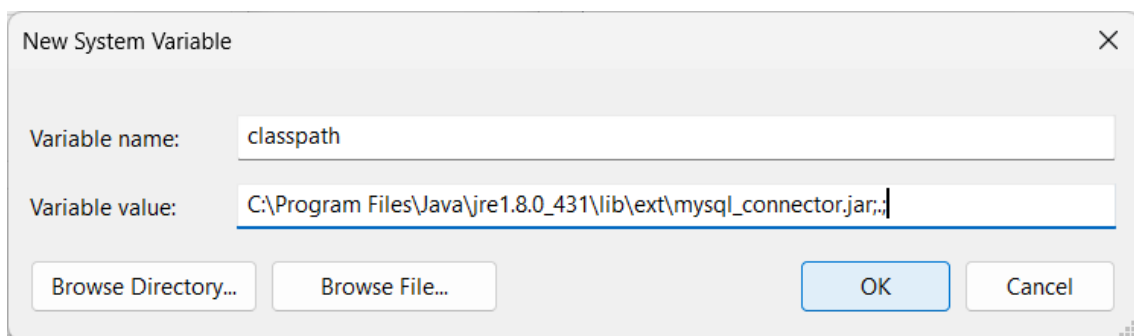 New System Variable
Variable name: classpath
Variable value: C:\Program Files\Java\jre1.8.0_431\lib\ext\mysql_connector.jar;.;
Browse Directory... Browse File... OK Cancel